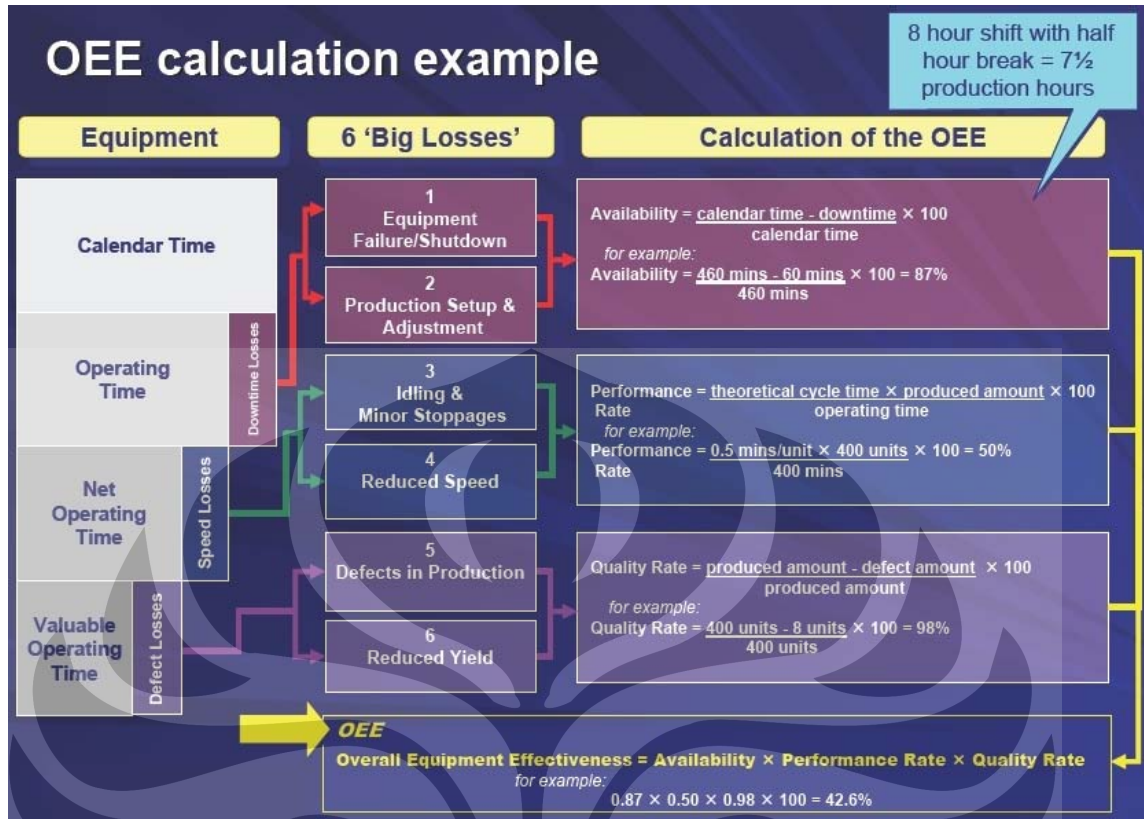 OEE calculation example
8 hour shift with half
hour break = 7½
production hours
Equipment
6 'Big Losses'
Calculation of the OEE
Calendar Time
Operating
Time
Downtime Losses
Net
Operating
Time
Speed Losses
Valuable
Operating
Time
Defect Losses
1
Equipment
Failure/Shutdown
2
Production Setup &
Adjustment
3
Idling &
Minor Stoppages
4
Reduced Speed
5
Defects in Production
6
Reduced Yield
Availability = calendar time - downtime × 100
calendar time
for example:
Availability = 460 mins - 60 mins × 100 = 87%
460 mins
Performance = theoretical cycle time × produced amount × 100
Rate operating time
for example:
Performance = 0.5 mins/unit × 400 units × 100 = 50%
Rate 400 mins
Quality Rate = produced amount - defect amount × 100
produced amount
for example:
Quality Rate = 400 units - 8 units × 100 = 98%
400 units
OEE
Overall Equipment Effectiveness = Availability × Performance Rate × Quality Rate
for example:
0.87 × 0.50 × 0.98 × 100 = 42.6%